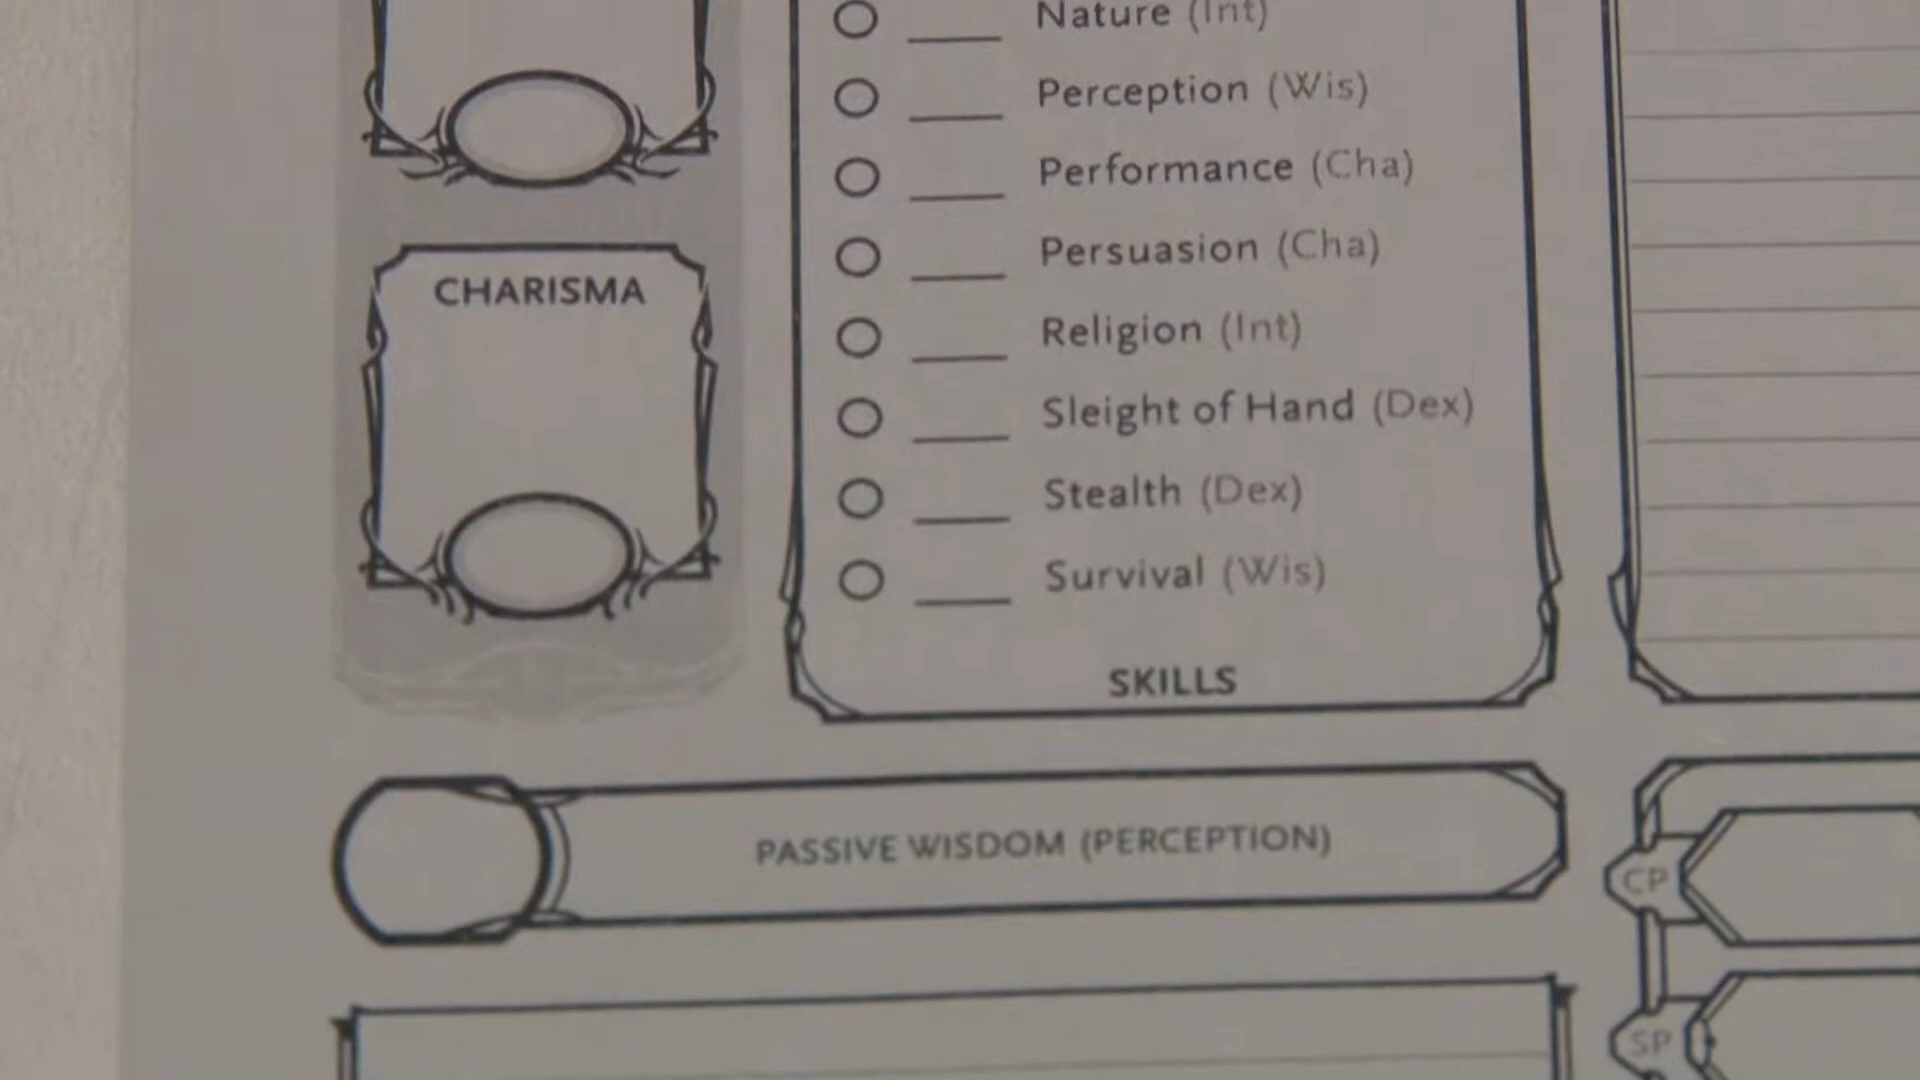 Nature (Int)
Perception (Wis)
Performance (Cha)
Persuasion (Cha)
CHARISMA
Religion (Int)
Sleight of Hand (Dex)
Stealth (Dex)
Survival (Wis)
SKILLS
PASSIVE WISDOM (PERCEPTION)
CP
SP